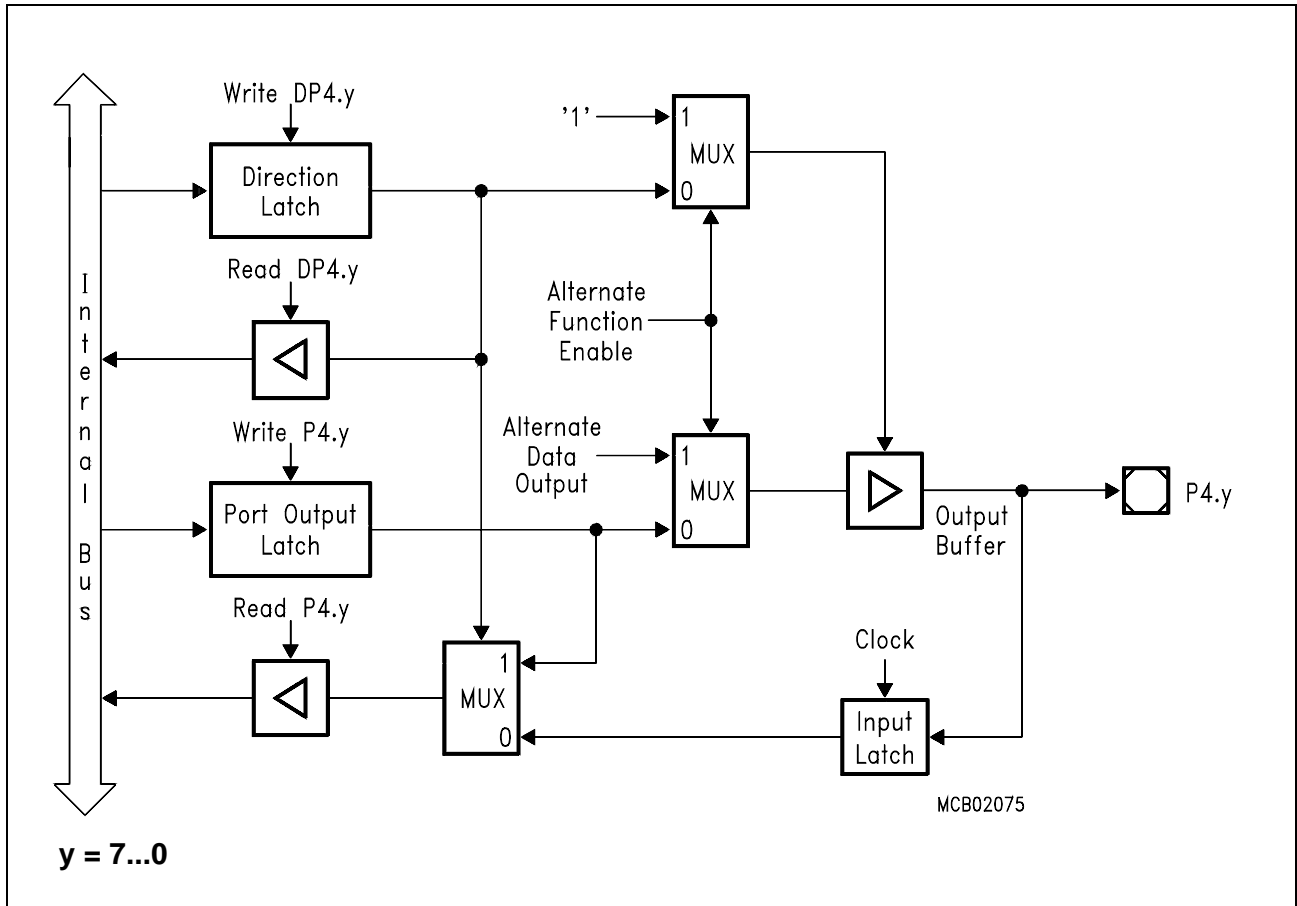 Write DP4.y
'1'
1
MUX
0
Direction
Latch
Read DP4.y
Alternate
Function
Enable
Internal Bus
Write P4.y
Alternate
Data
Output
1
MUX
0
Port Output
Latch
Output
Buffer
P4.y
Read P4.y
1
MUX
0
Clock
Input
Latch
MCB02075
y = 7...0